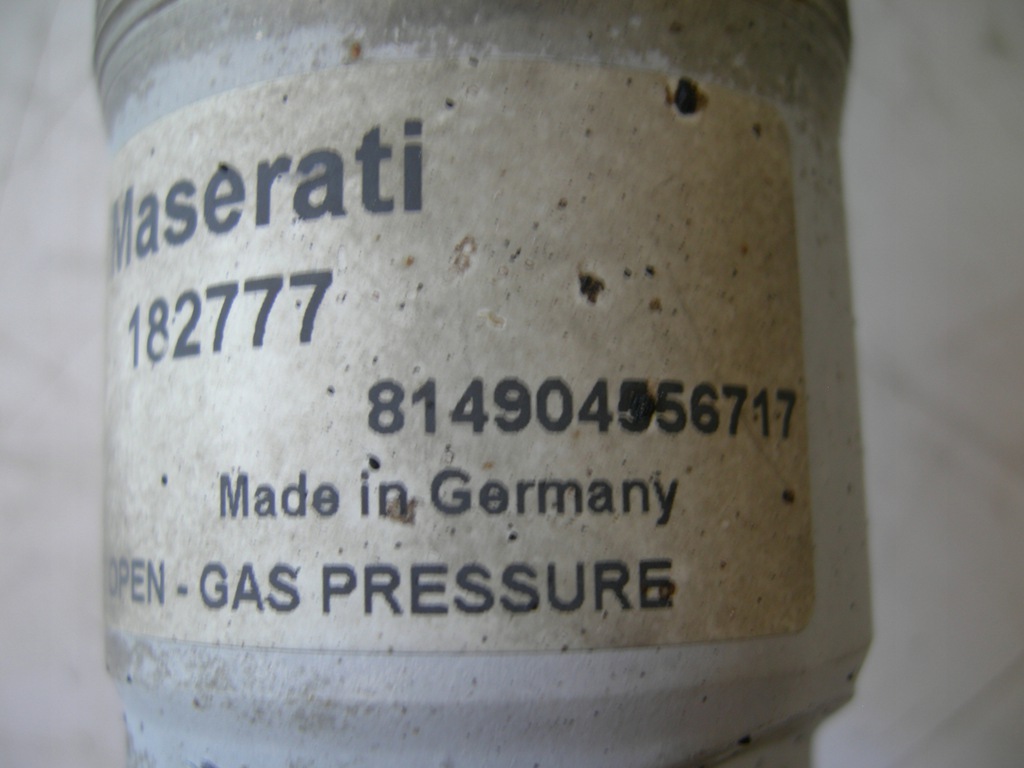 Maserati
182777
814904556717
Made in Germany
OPEN - GAS PRESSURE